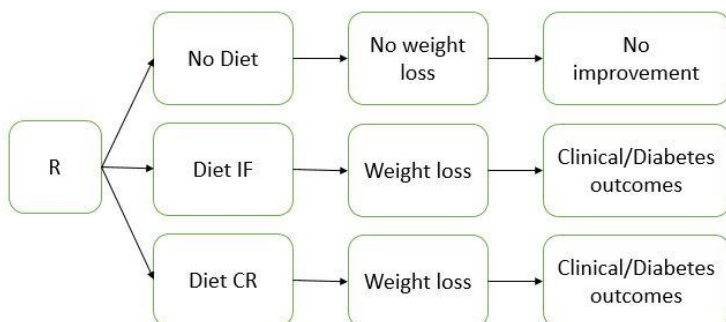 No Diet
No weight
loss
No
improvement
R
Diet IF
Weight loss
Clinical/Diabetes
outcomes
Diet CR
Weight loss
Clinical/Diabetes
outcomes